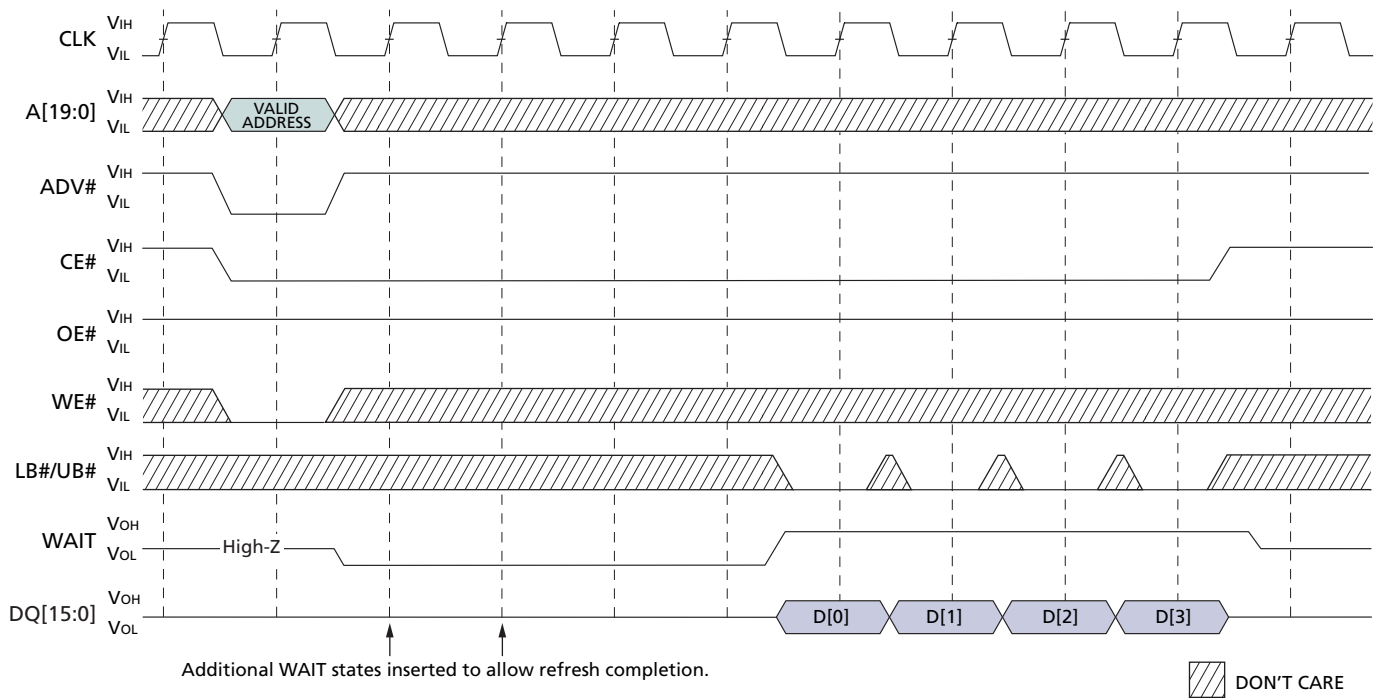 CLK VIH
VIL
A[19:0] VIH
VIL
VALID
ADDRESS
ADV# VIH
VIL
CE# VIH
VIL
OE# VIH
VIL
WE# VIH
VIL
LB#/UB# VIH
VIL
WAIT VOH
VOL
High-Z
DQ[15:0] VOH
VOL
D[0] D[1] D[2] D[3]
Additional WAIT states inserted to allow refresh completion.
DON'T CARE